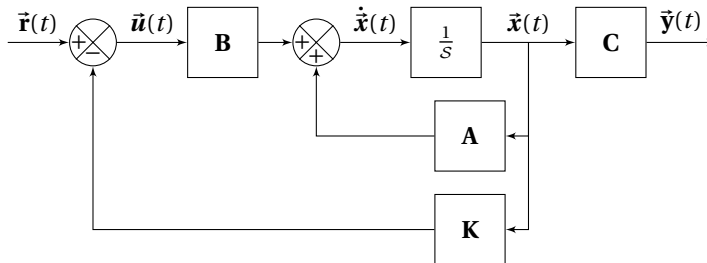 r⃗(t) u⃗(t) B ẋ⃗(t) 1/s x⃗(t) C y⃗(t)
+ − + +
A
K